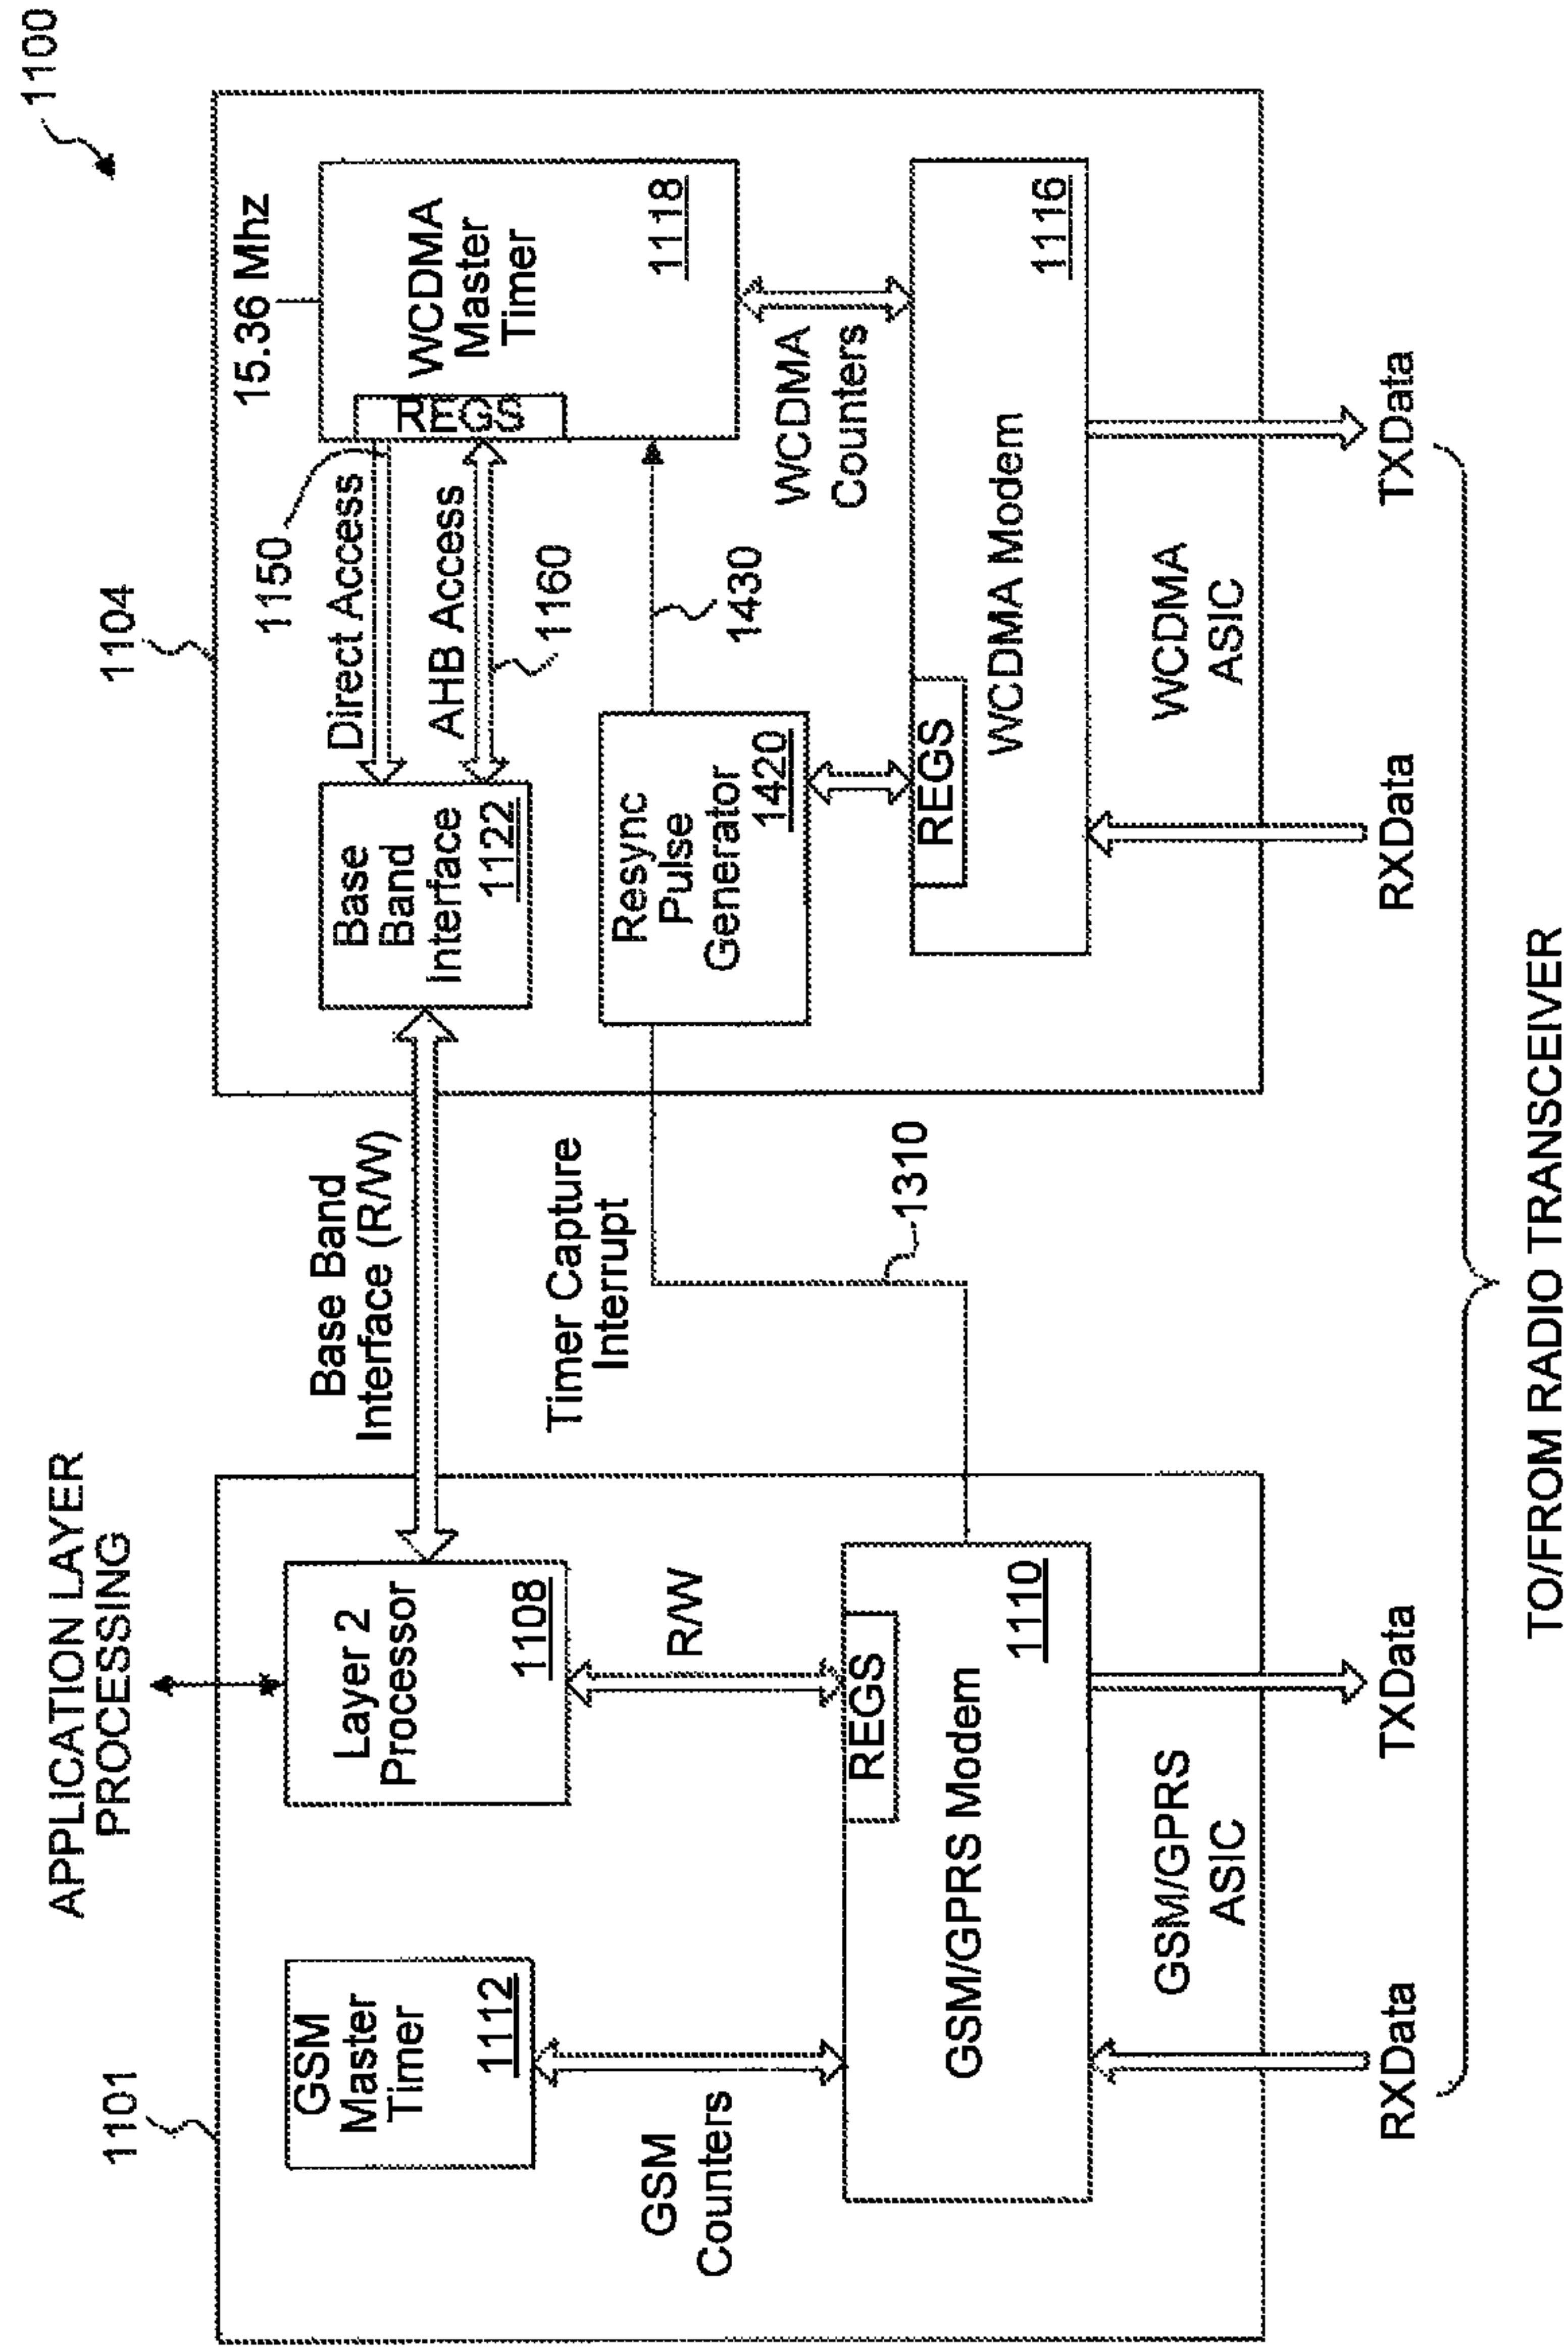 1100
APPLICATION LAYER
PROCESSING
1101
GSM
Master
Timer
1112
Layer 2
Processor
1108
GSM
Counters
R/W
REGS
GSM/GPRS Modem
1110
GSM/GPRS
ASIC
RXData
TXData
Base Band
Interface (R/W)
Timer Capture
Interrupt
1310
1104
15.36 Mhz
1150
Direct Access
AHB Access
1160
Base
Band
Interface
1122
REGS
WCDMA
Master
Timer
1118
Resync
Pulse
Generator
1420
1430
WCDMA
Counters
REGS
WCDMA Modem
1116
WCDMA
ASIC
RXData
TXData
TO/FROM RADIO TRANSCEIVER